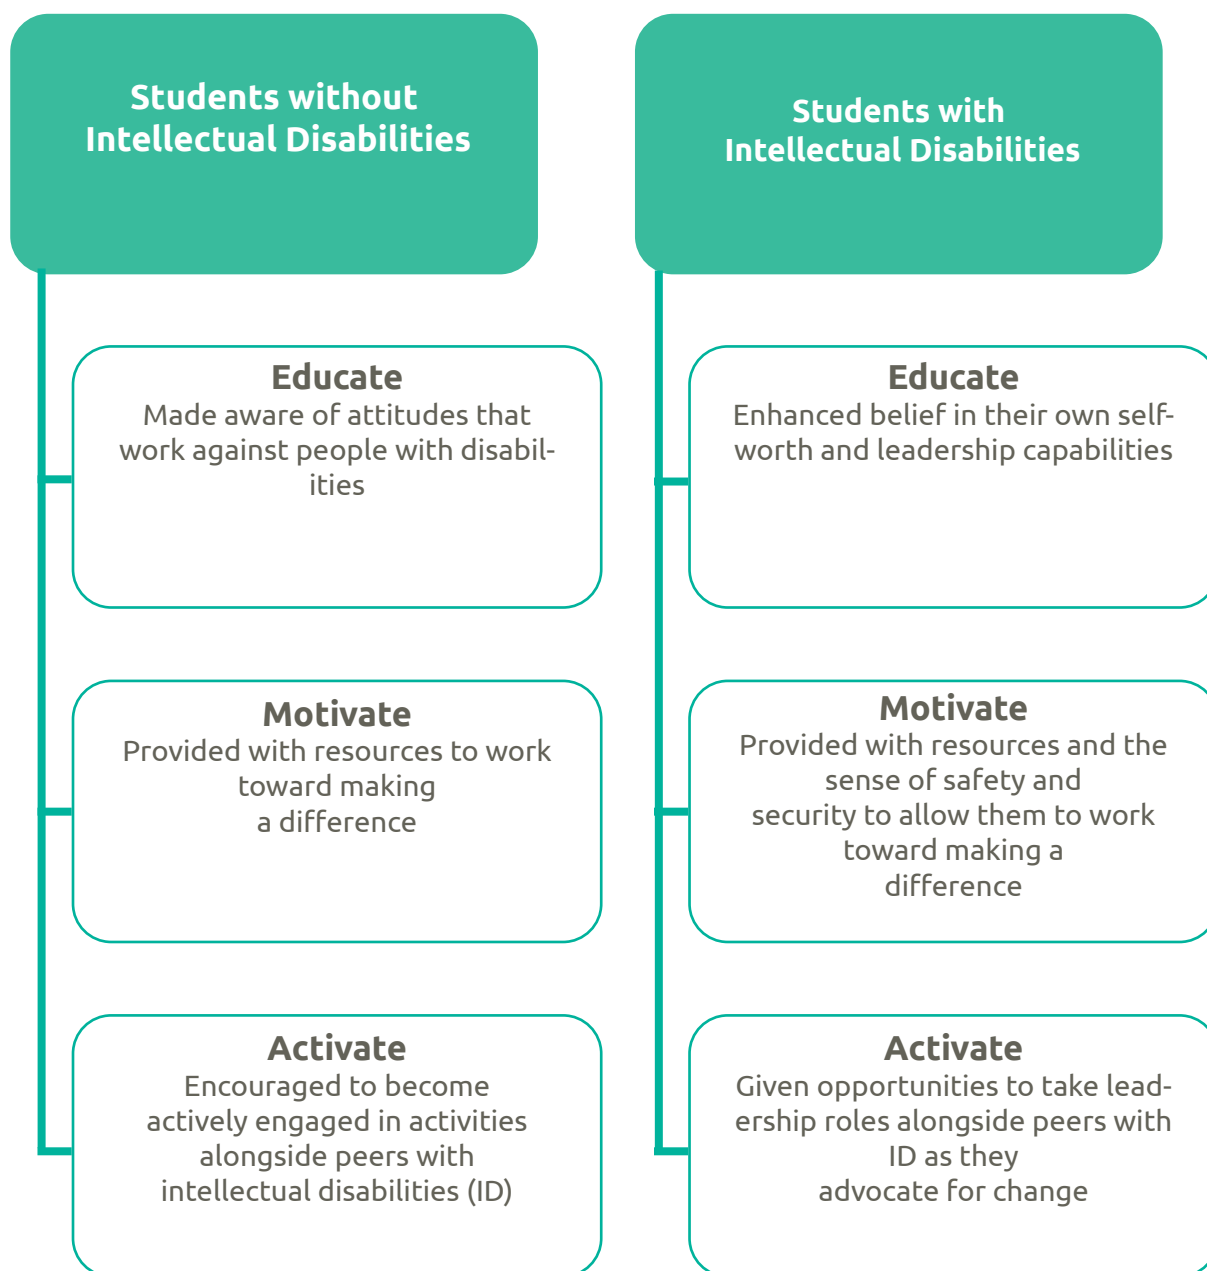 Students without
Intellectual Disabilities
Educate
Made aware of attitudes that
work against people with disabil-
ities
Motivate
Provided with resources to work
toward making
a difference
Activate
Encouraged to become
actively engaged in activities
alongside peers with
intellectual disabilities (ID)
Students with
Intellectual Disabilities
Educate
Enhanced belief in their own self-
worth and leadership capabilities
Motivate
Provided with resources and the
sense of safety and
security to allow them to work
toward making a
difference
Activate
Given opportunities to take lead-
ership roles alongside peers with
ID as they
advocate for change